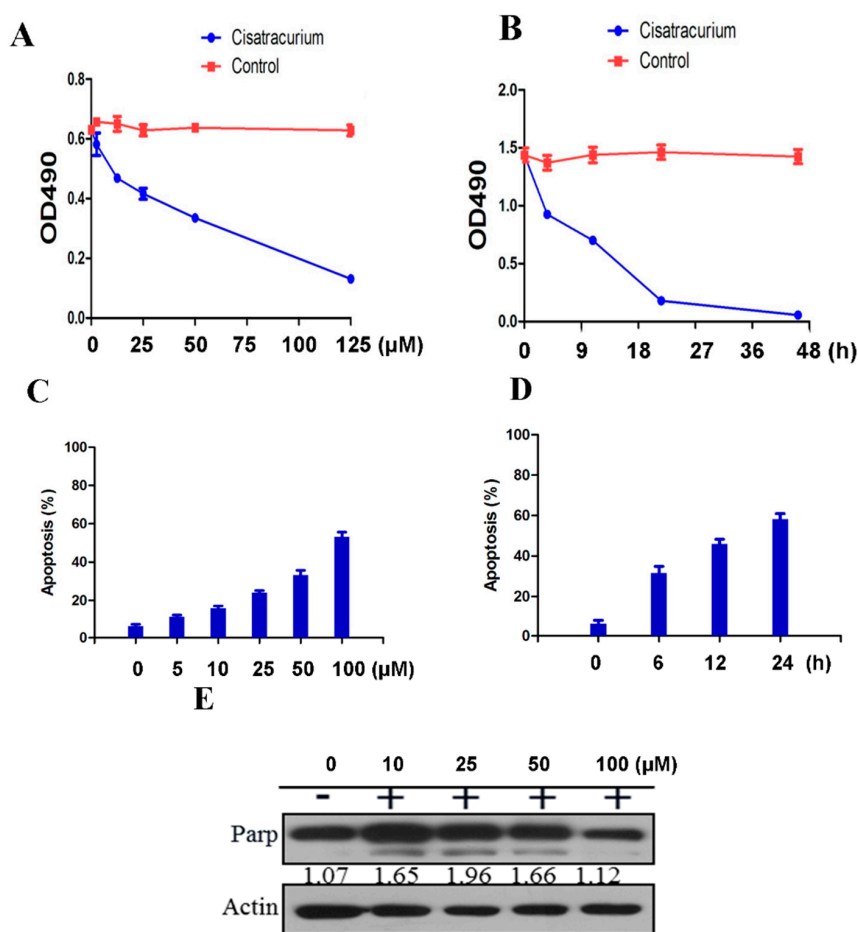 A
Cisatracurium
Control
OD490
0.8
0.6
0.4
0.2
0.0
0 25 50 75 100 125 (µM)
B
Cisatracurium
Control
OD490
2.0
1.5
1.0
0.5
0.0
0 9 18 27 36 48 (h)
C
Apoptosis (%)
100
80
60
40
20
0
0 5 10 25 50 100 (µM)
D
Apoptosis (%)
100
80
60
40
20
0
0 6 12 24 (h)
E
0 10 25 50 100 (µM)
- + + + +
Parp
1.07 1.65 1.96 1.66 1.12
Actin